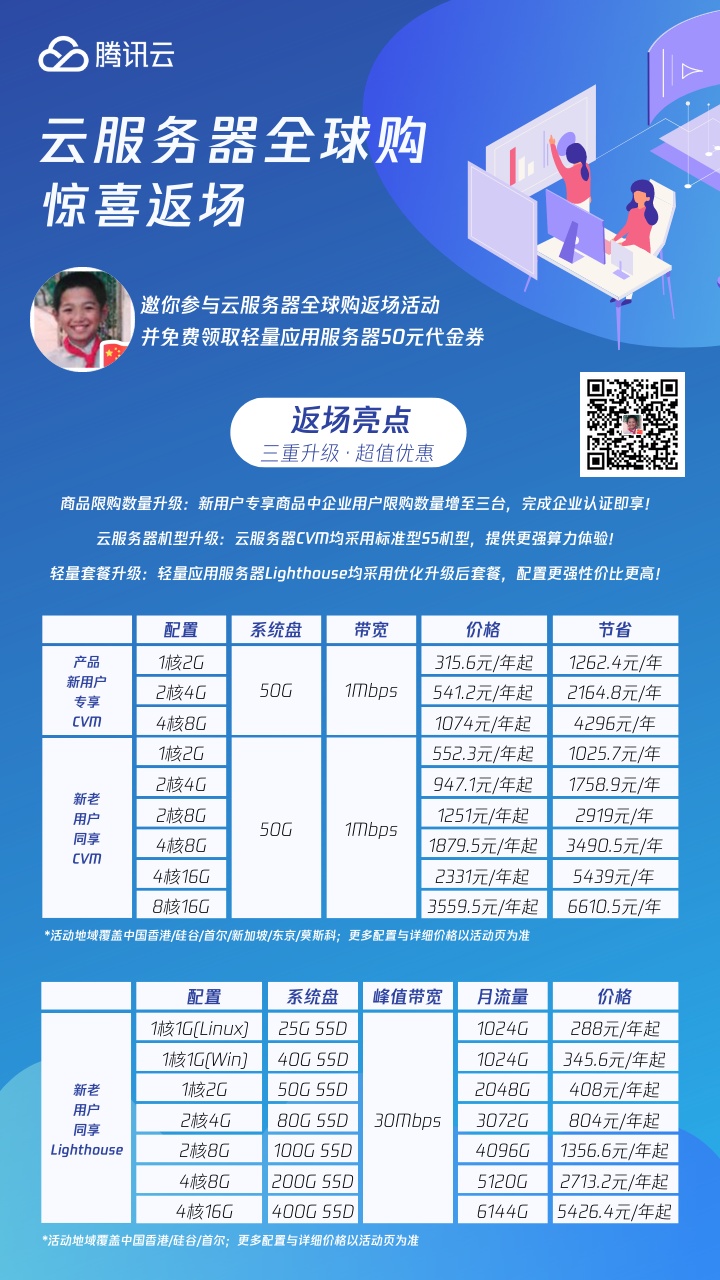 腾讯云
云服务器全球购
惊喜返场
邀你参与云服务器全球购返场活动
并免费领取轻量应用服务器50元代金券
返场亮点
三重升级·超值优惠
商品限购数量升级：新用户专享商品中企业用户限购数量增至三台，完成企业认证即享！
云服务器机型升级：云服务器CVM均采用标准型S5机型，提供更强算力体验！
轻量套餐升级：轻量应用服务器Lighthouse均采用优化升级后套餐，配置更强性价比更高！
配置 系统盘 带宽 价格 节省
产品
新用户
专享
CVM
50G 1Mbps
1核2G 315.6元/年起 1262.4元/年
2核4G 541.2元/年起 2164.8元/年
4核8G 1074元/年起 4296元/年
新老
用户
同享
CVM
50G 1Mbps
1核2G 552.3元/年起 1025.7元/年
2核4G 947.1元/年起 1758.9元/年
2核8G 1251元/年起 2919元/年
4核8G 1879.5元/年起 3490.5元/年
4核16G 2331元/年起 5439元/年
8核16G 3559.5元/年起 6610.5元/年
*活动地域覆盖中国香港/硅谷/首尔/新加坡/东京/莫斯科；更多配置与详细价格以活动页为准
配置 系统盘 峰值带宽 月流量 价格
新老
用户
同享
Lighthouse
30Mbps
1核1G(Linux) 25G SSD 1024G 288元/年起
1核1G(Win) 40G SSD 1024G 345.6元/年起
1核2G 50G SSD 2048G 408元/年起
2核4G 80G SSD 3072G 804元/年起
2核8G 100G SSD 4096G 1356.6元/年起
4核8G 200G SSD 5120G 2713.2元/年起
4核16G 400G SSD 6144G 5426.4元/年起
*活动地域覆盖中国香港/硅谷/首尔；更多配置与详细价格以活动页为准